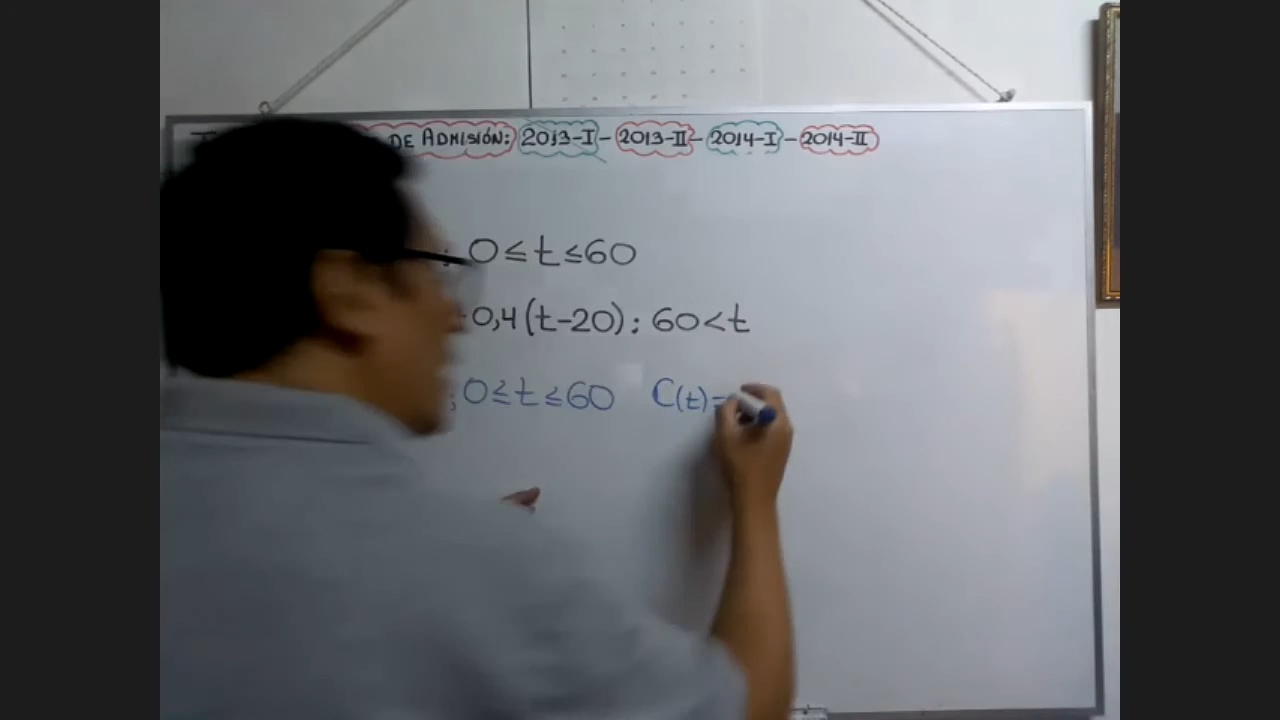 DE ADMISIÓN: 2013-I - 2013-II - 2014-I - 2014-II
; 0 ≤ t ≤ 60
0,4(t-20) ; 60 < t
; 0 ≤ t ≤ 60 C(t)=